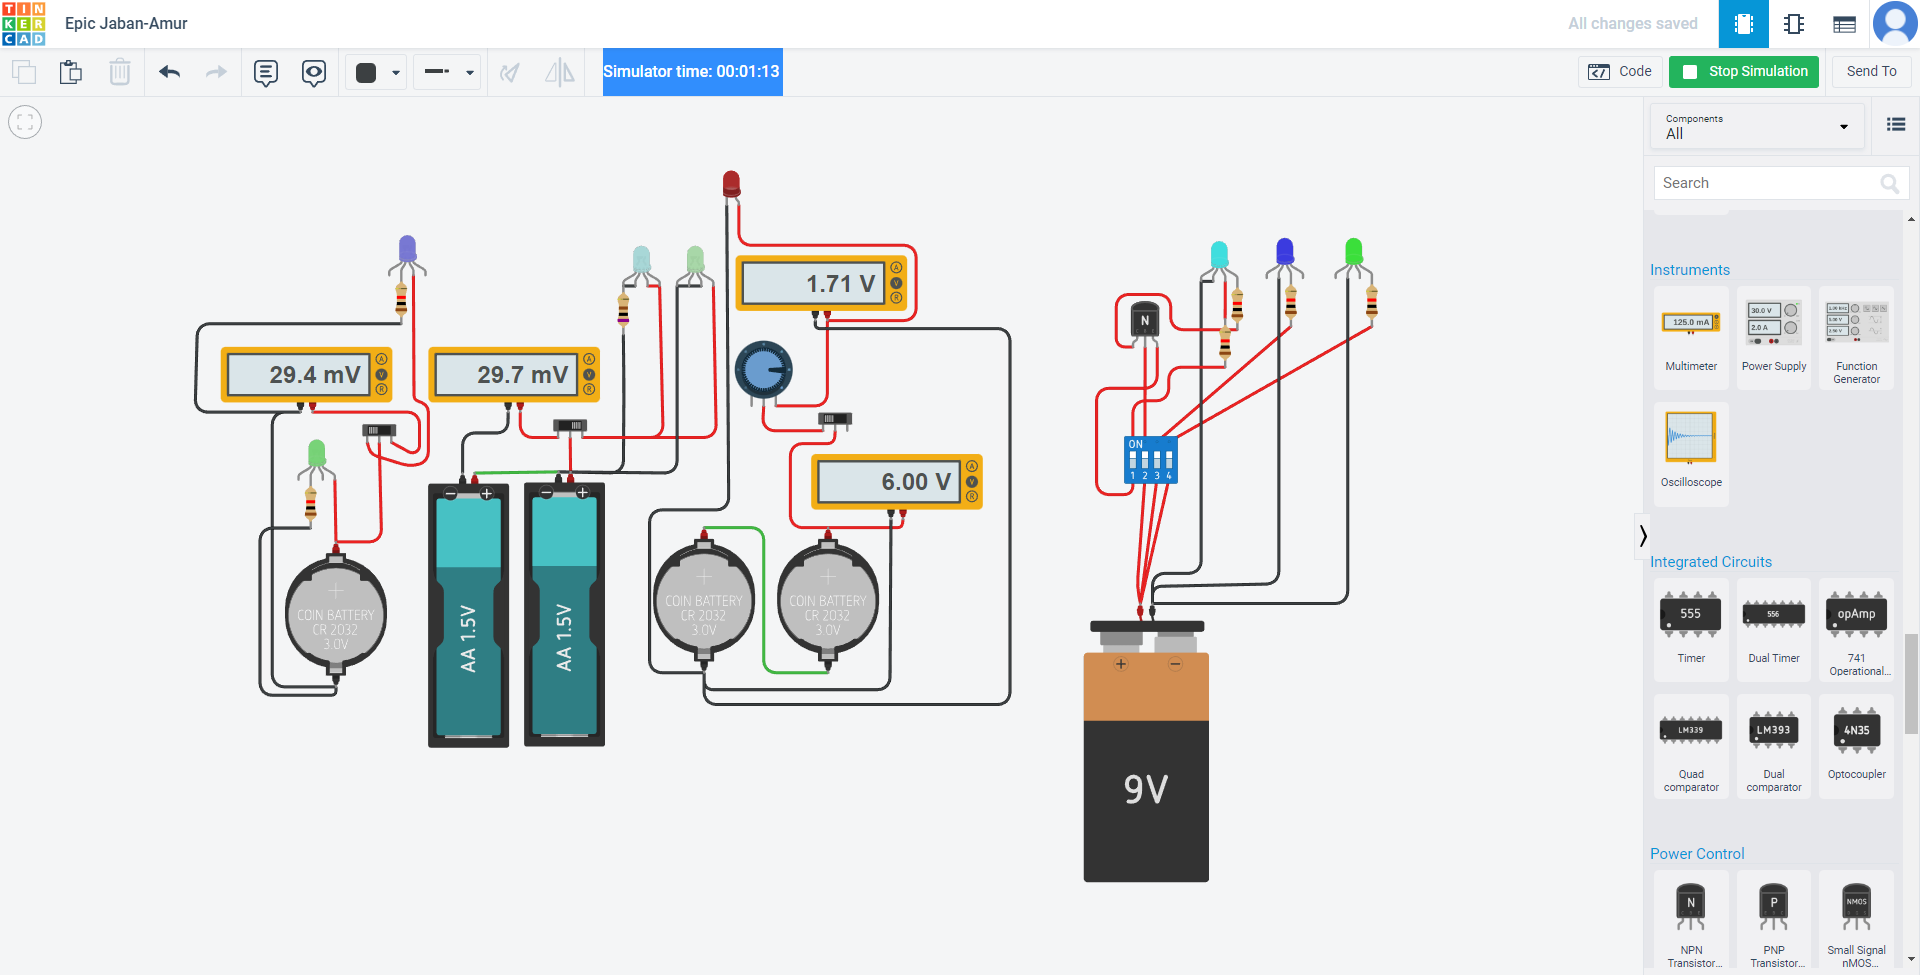 TIN
KER
CAD
Epic Jaban-Amur
All changes saved
Simulator time: 00:01:13
Code
Stop Simulation
Send To
Components
All
Search
1.71 V
A
V
R
29.4 mV
A
V
R
29.7 mV
A
V
R
6.00 V
A
V
R
N
ON
1 2 3 4
COIN BATTERY
CR 2032
3.0V
AA 1.5V
AA 1.5V
COIN BATTERY
CR 2032
3.0V
COIN BATTERY
CR 2032
3.0V
9V
Instruments
125.0 mA
Multimeter
30.0 V
2.0 A
Power Supply
Function
Generator
Oscilloscope
Integrated Circuits
555
Timer
556
Dual Timer
opAmp
741
Operational...
LM339
Quad
comparator
LM393
Dual
comparator
4N35
Optocoupler
Power Control
N
NPN
Transistor...
P
PNP
Transistor...
NMOS
Small Signal
nMOS...